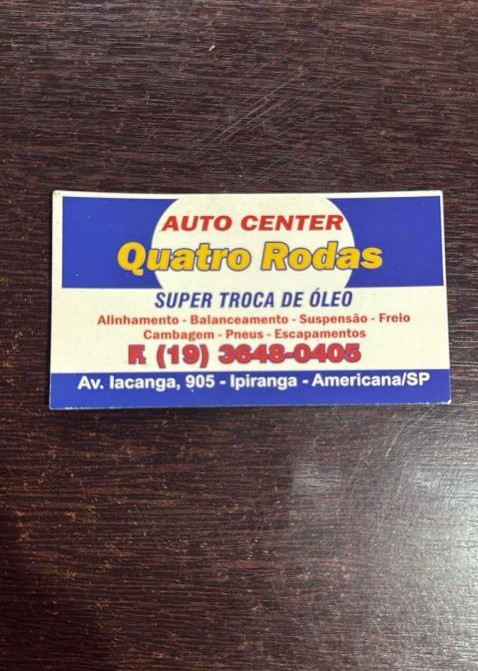 AUTO CENTER
Quatro Rodas
SUPER TROCA DE ÓLEO
Alinhamento - Balanceamento - Suspensão - Freio
Cambagem - Pneus - Escapamentos
F. (19) 3648-0405
Av. Iacanga, 905 - Ipiranga - Americana/SP